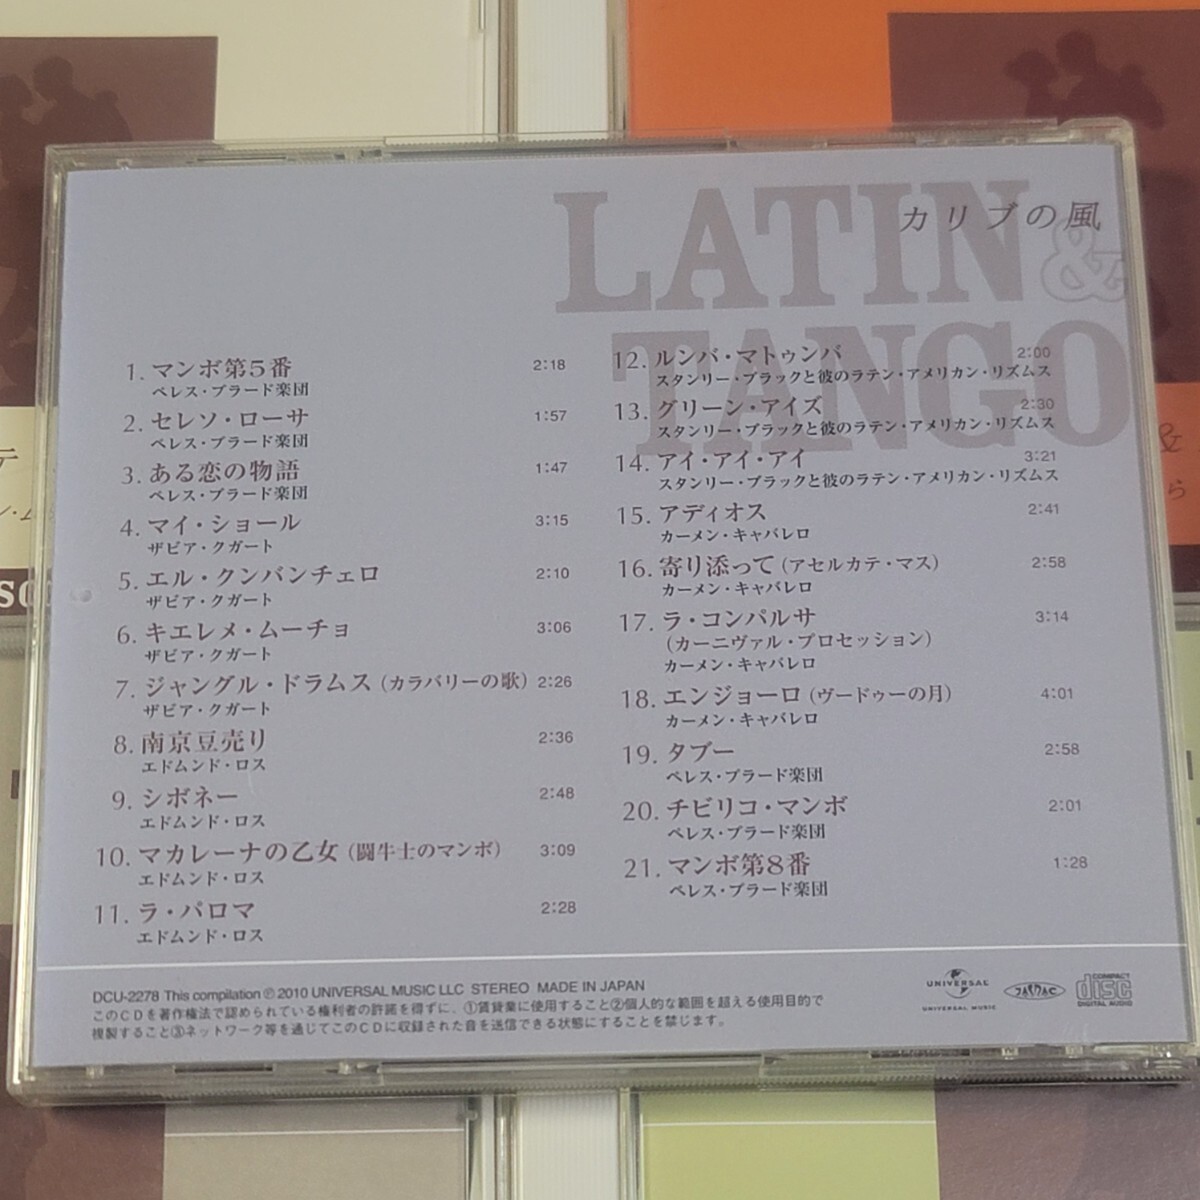 LATIN &
TANGO
カリブの風
1. マンボ第5番 2:18
ペレス・プラード楽団
2. セレソ・ローサ 1:57
ペレス・プラード楽団
3. ある恋の物語 1:47
ペレス・プラード楽団
4. マイ・ショール 3:15
ザビア・クガート
5. エル・クンバンチェロ 2:10
ザビア・クガート
6. キエレメ・ムーチョ 3:06
ザビア・クガート
7. ジャングル・ドラムス（カラバリーの歌） 2:26
ザビア・クガート
8. 南京豆売り 2:36
エドムンド・ロス
9. シボネー 2:48
エドムンド・ロス
10. マカレーナの乙女（闘牛士のマンボ） 3:09
エドムンド・ロス
11. ラ・パロマ 2:28
エドムンド・ロス
12. ルンバ・マトゥンバ 2:00
スタンリー・ブラックと彼のラテン・アメリカン・リズムス
13. グリーン・アイズ 2:30
スタンリー・ブラックと彼のラテン・アメリカン・リズムス
14. アイ・アイ・アイ 3:21
スタンリー・ブラックと彼のラテン・アメリカン・リズムス
15. アディオス 2:41
カーメン・キャバレロ
16. 寄り添って（アセルカテ・マス） 2:58
カーメン・キャバレロ
17. ラ・コンパルサ 3:14
（カーニヴァル・プロセッション）
カーメン・キャバレロ
18. エンジョーロ（ヴードゥーの月） 4:01
カーメン・キャバレロ
19. タブー 2:58
ペレス・プラード楽団
20. チビリコ・マンボ 2:01
ペレス・プラード楽団
21. マンボ第8番 1:28
ペレス・プラード楽団
DCU-2278 This compilation ℗ 2010 UNIVERSAL MUSIC LLC STEREO MADE IN JAPAN
このCDを著作権法で認められている権利者の許諾を得ずに、①賃貸業に使用すること②個人的な範囲を超える使用目的で
複製すること③ネットワーク等を通じてこのCDに収録された音を送信できる状態にすることを禁じます。
UNIVERSAL
UNIVERSAL MUSIC
COMPACT
disc
DIGITAL AUDIO